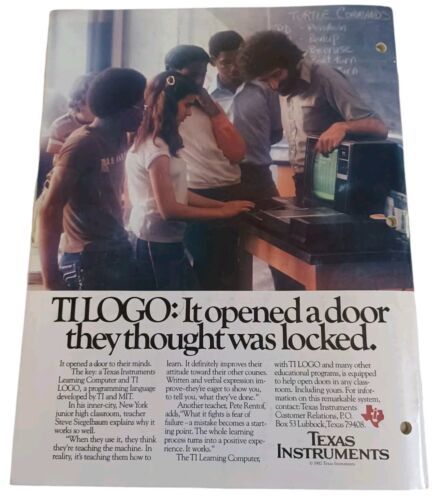 TURTLE COMMANDS
TI LOGO: It opened a door
they thought was locked.
It opened a door to their minds.
The key: a Texas Instruments
Learning Computer and TI
LOGO, a programming language
developed by TI and MIT.
In his inner-city, New York
junior high classroom, teacher
Steve Siegelbaum explains why it
works so well.
"When they use it, they think
they're teaching the machine. In
reality, it's teaching them how to
learn. It definitely improves their
attitude toward their other courses.
Written and verbal expression im-
prove–they're eager to show you,
to tell you, what they've done."
Another teacher, Pete Rentof,
adds, "What it fights is fear of
failure – a mistake becomes a start-
ing point. The whole learning
process turns into a positive expe-
rience. It works."
The TI Learning Computer,
with TI LOGO and many other
educational programs, is equipped
to help open doors in any class-
room. Including yours. For infor-
mation on this remarkable system,
contact: Texas Instruments
Customer Relations, P.O.
Box 53 Lubbock, Texas 79408.
TEXAS
INSTRUMENTS
© 1982 Texas Instruments